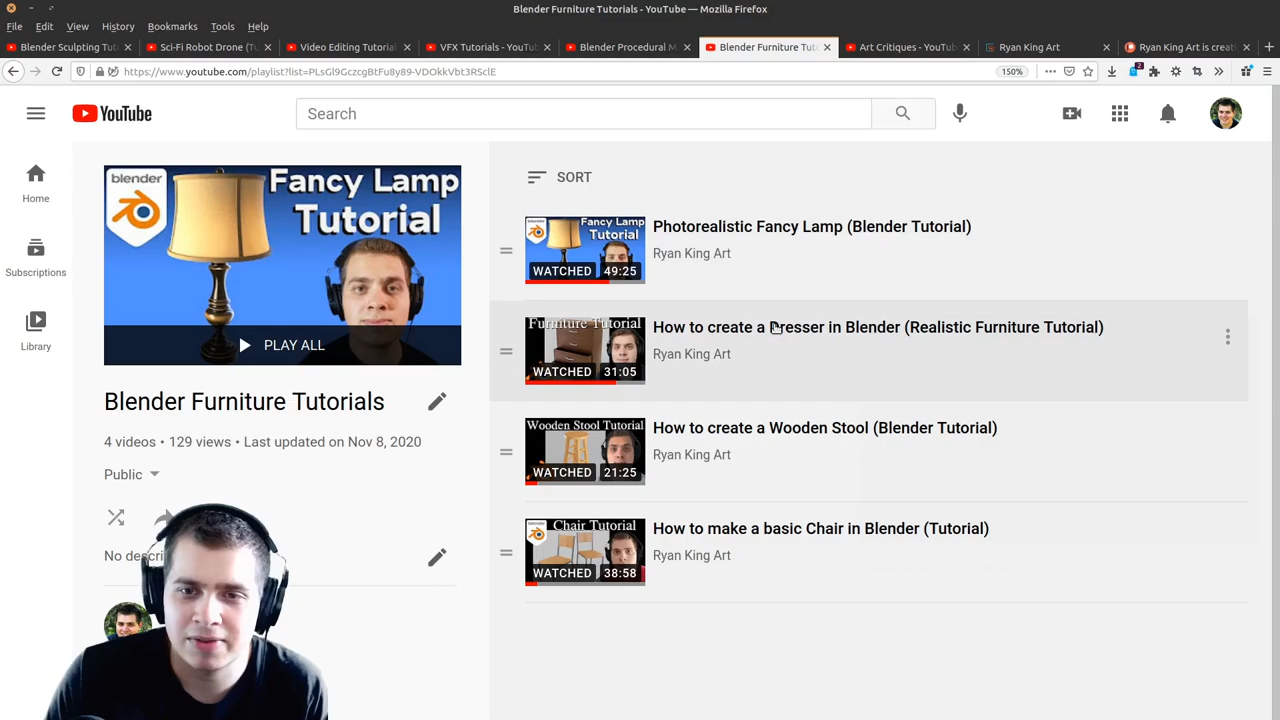 Blender Furniture Tutorials - YouTube — Mozilla Firefox
File Edit View History Bookmarks Tools Help
Blender Sculpting Tu
Sci-Fi Robot Drone (
Video Editing Tutorial
VFX Tutorials - YouTu
Blender Procedural M
Blender Furniture Tut
Art Critiques - YouTub
Ryan King Art
Ryan King Art is creati
https://www.youtube.com/playlist?list=PLsGl9GczcgBtFu8y89-VDOkkVbt3RSclE
150%
2
YouTube
Search
Home
Subscriptions
Library
blender
Fancy Lamp
Tutorial
PLAY ALL
Blender Furniture Tutorials
4 videos • 129 views • Last updated on Nov 8, 2020
Public
No descri
SORT
Fancy Lamp
Tutorial
WATCHED 49:25
Photorealistic Fancy Lamp (Blender Tutorial)
Ryan King Art
Furniture Tutorial
WATCHED 31:05
How to create a Dresser in Blender (Realistic Furniture Tutorial)
Ryan King Art
Wooden Stool Tutorial
WATCHED 21:25
How to create a Wooden Stool (Blender Tutorial)
Ryan King Art
Chair Tutorial
WATCHED 38:58
How to make a basic Chair in Blender (Tutorial)
Ryan King Art